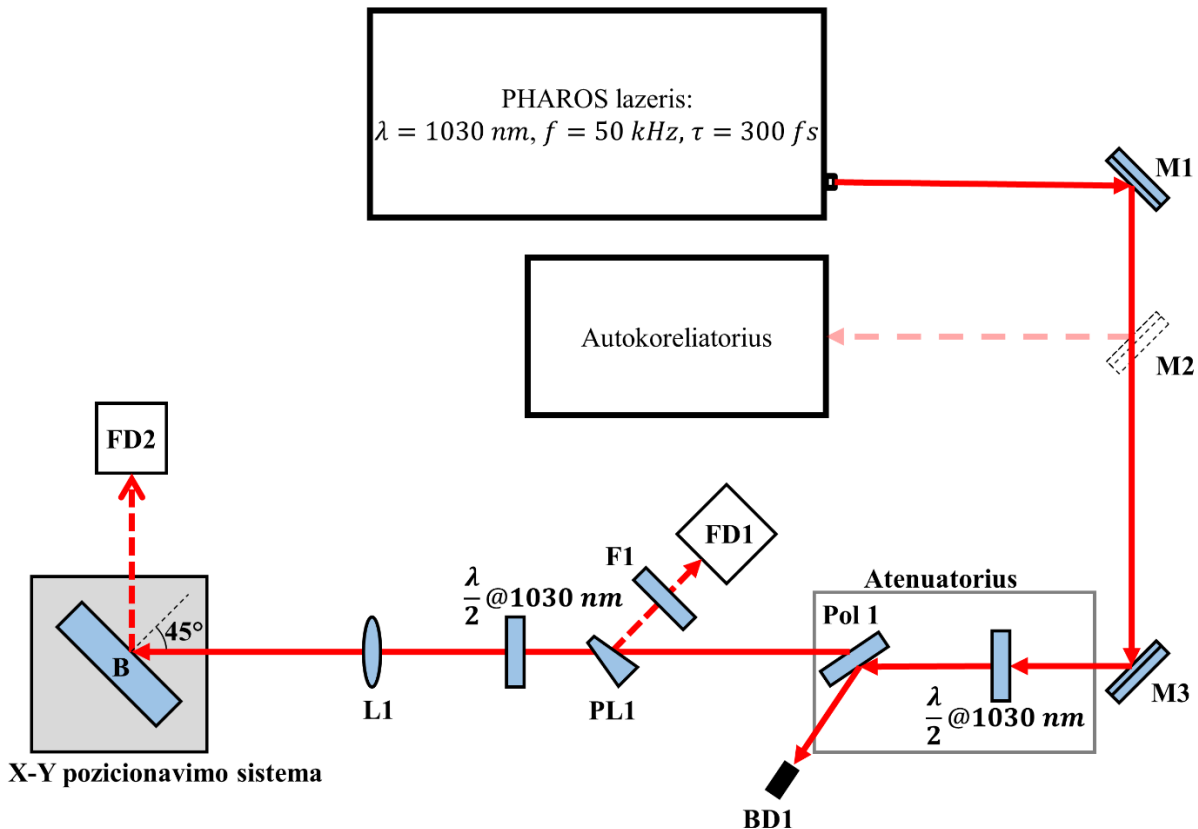 PHAROS lazeris:
λ = 1030 nm, f = 50 kHz, τ = 300 fs
M1
Autokoreliatorius
M2
FD2
FD1
F1
λ/2 @1030 nm
Atenuatorius
Pol 1
45°
B
L1
PL1
λ/2 @1030 nm
M3
X-Y pozicionavimo sistema
BD1